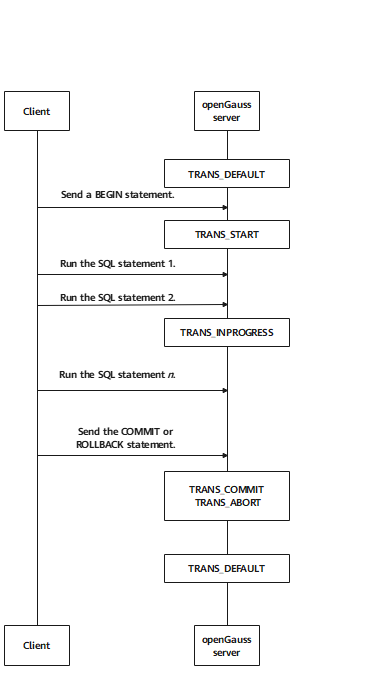 Client
openGauss
server
TRANS_DEFAULT
Send a BEGIN statement.
TRANS_START
Run the SQL statement 1.
Run the SQL statement 2.
TRANS_INPROGRESS
Run the SQL statement n.
Send the COMMIT or
ROLLBACK statement.
TRANS_COMMIT
TRANS_ABORT
TRANS_DEFAULT
Client
openGauss
server